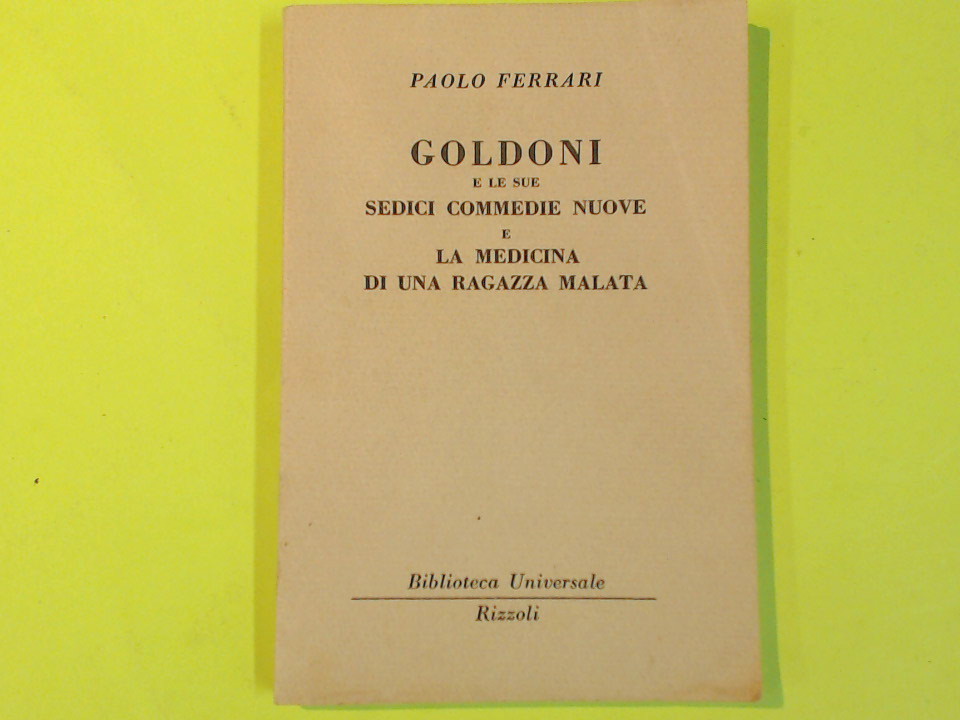 PAOLO FERRARI
GOLDONI
E LE SUE
SEDICI COMMEDIE NUOVE
E
LA MEDICINA
DI UNA RAGAZZA MALATA
Biblioteca Universale
Rizzoli